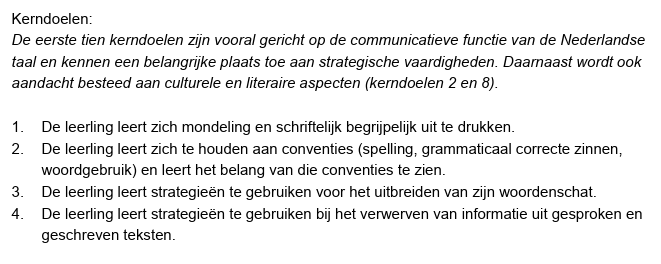 Kerndoelen:
De eerste tien kerndoelen zijn vooral gericht op de communicatieve functie van de Nederlandse
taal en kennen een belangrijke plaats toe aan strategische vaardigheden. Daarnaast wordt ook
aandacht besteed aan culturele en literaire aspecten (kerndoelen 2 en 8).
1. De leerling leert zich mondeling en schriftelijk begrijpelijk uit te drukken.
2. De leerling leert zich te houden aan conventies (spelling, grammaticaal correcte zinnen,
woordgebruik) en leert het belang van die conventies te zien.
3. De leerling leert strategieën te gebruiken voor het uitbreiden van zijn woordenschat.
4. De leerling leert strategieën te gebruiken bij het verwerven van informatie uit gesproken en
geschreven teksten.